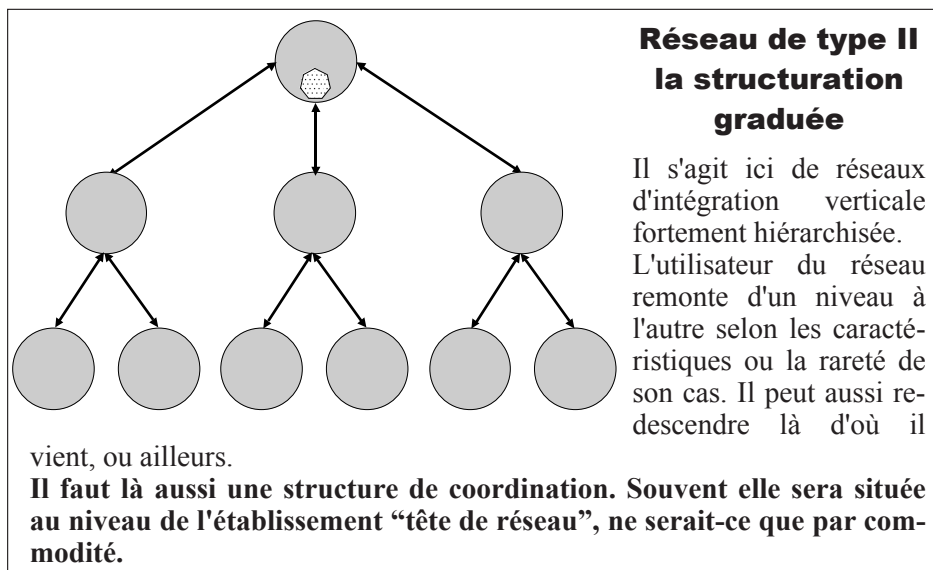 Réseau de type II
la structuration
graduée
Il s'agit ici de réseaux
d'intégration verticale
fortement hiérarchisée.
L'utilisateur du réseau
remonte d'un niveau à
l'autre selon les caracté-
ristiques ou la rareté de
son cas. Il peut aussi re-
descendre là d'où il
vient, ou ailleurs.
Il faut là aussi une structure de coordination. Souvent elle sera située
au niveau de l'établissement “tête de réseau”, ne serait-ce que par com-
modité.